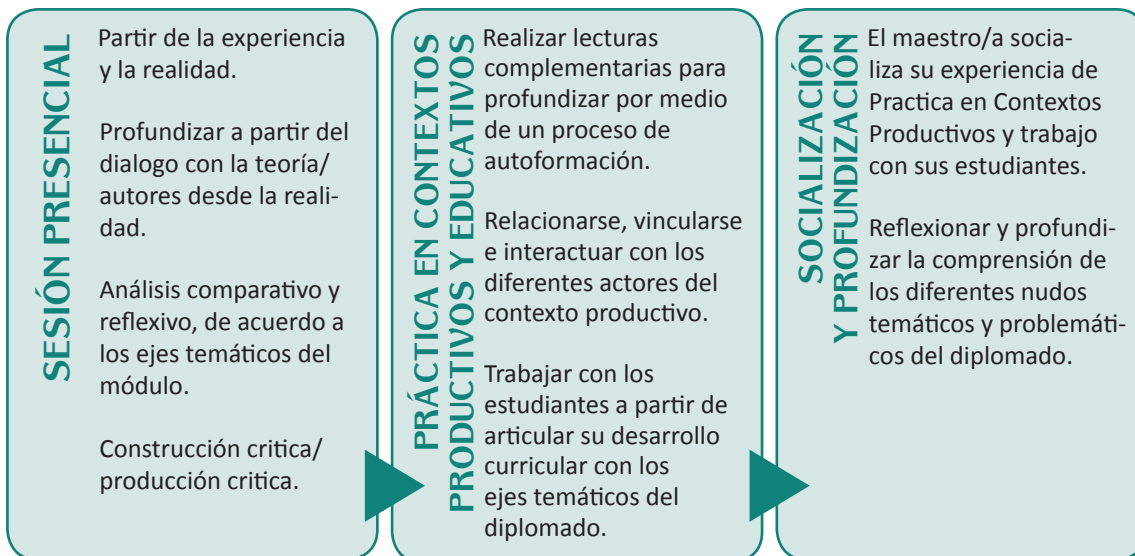 SESIÓN PRESENCIAL
Partir de la experiencia
y la realidad.
Profundizar a partir del
dialogo con la teoría/
autores desde la reali-
dad.
Análisis comparativo y
reflexivo, de acuerdo a
los ejes temáticos del
módulo.
Construcción critica/
producción critica.
PRÁCTICA EN CONTEXTOS
PRODUCTIVOS Y EDUCATIVOS
Realizar lecturas
complementarias para
profundizar por medio
de un proceso de
autoformación.
Relacionarse, vincularse
e interactuar con los
diferentes actores del
contexto productivo.
Trabajar con los
estudiantes a partir de
articular su desarrollo
curricular con los
ejes temáticos del
diplomado.
SOCIALIZACIÓN
Y PROFUNDIZACIÓN
El maestro/a socia-
liza su experiencia de
Practica en Contextos
Productivos y trabajo
con sus estudiantes.
Reflexionar y profundi-
zar la comprensión de
los diferentes nudos
temáticos y problemáti-
cos del diplomado.